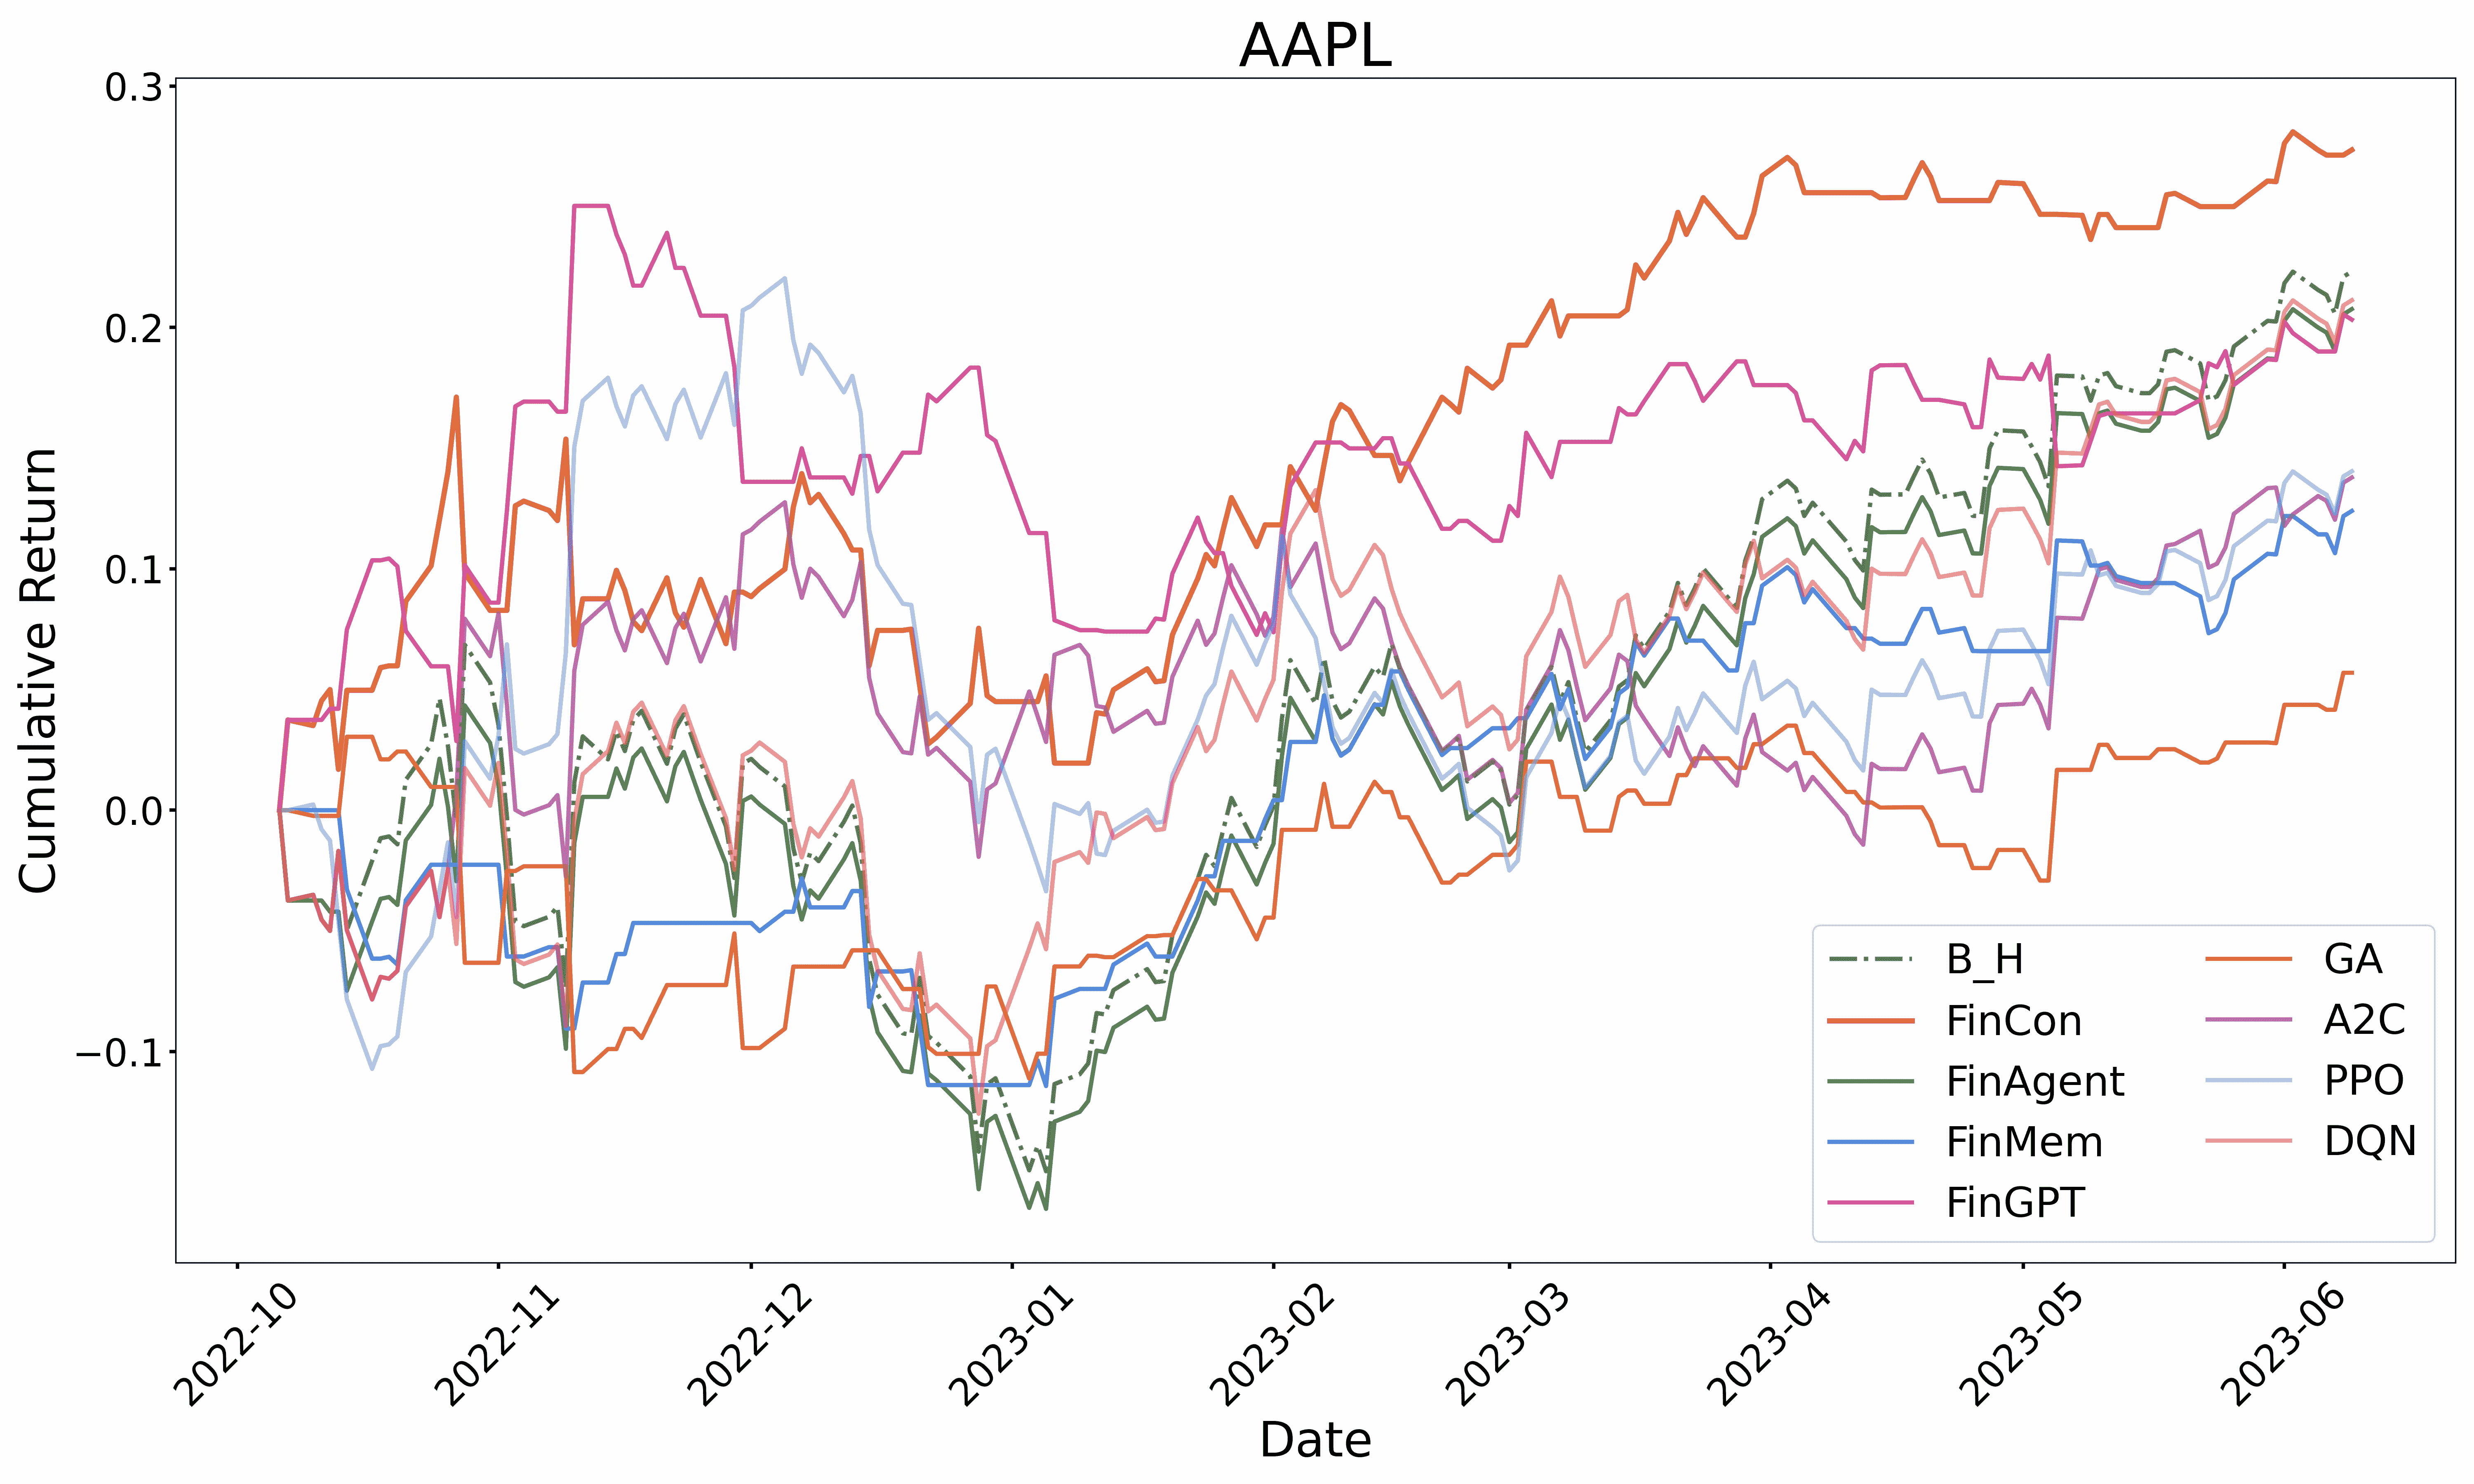 AAPL
Cumulative Return
0.3
0.2
0.1
0.0
−0.1
2022-10
2022-11
2022-12
2023-01
2023-02
2023-03
2023-04
2023-05
2023-06
Date
B_H
FinCon
FinAgent
FinMem
FinGPT
GA
A2C
PPO
DQN